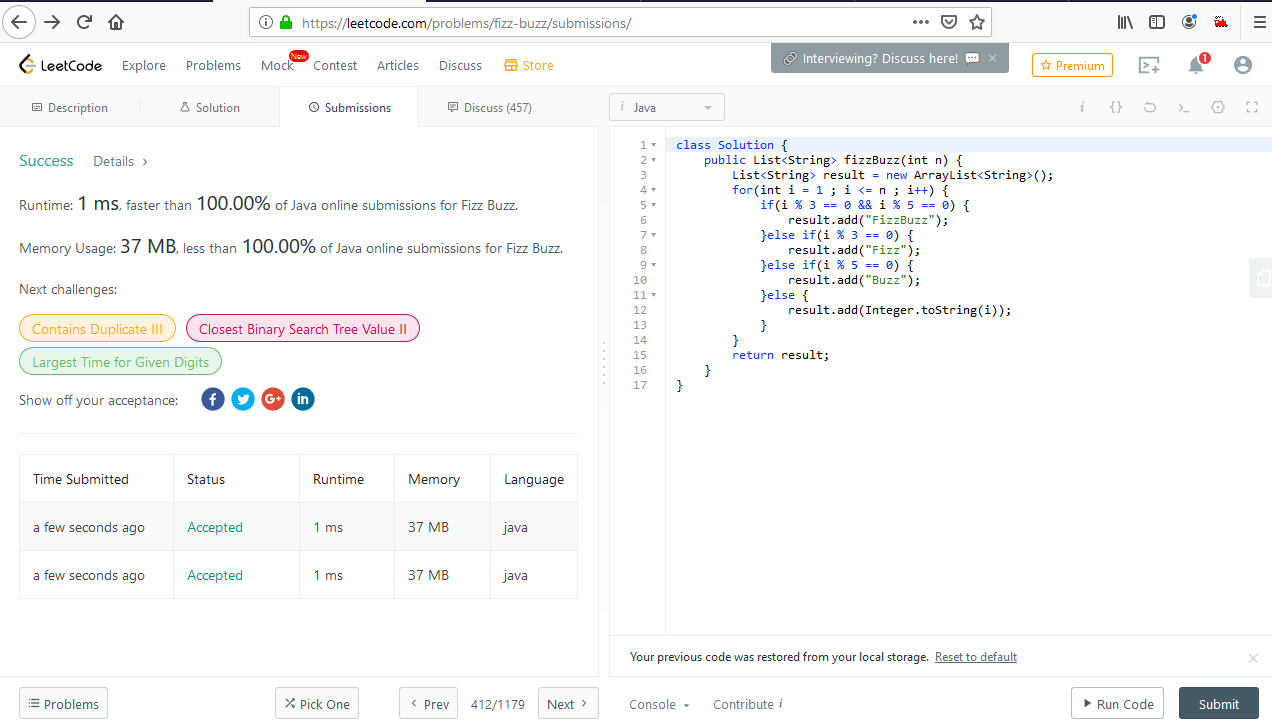 https://leetcode.com/problems/fizz-buzz/submissions/
LeetCode Explore Problems Mock New Contest Articles Discuss Store Interviewing? Discuss here! Premium 1
Description Solution Submissions Discuss (457)
Success Details
Runtime: 1 ms, faster than 100.00% of Java online submissions for Fizz Buzz.
Memory Usage: 37 MB, less than 100.00% of Java online submissions for Fizz Buzz.
Next challenges:
Contains Duplicate III Closest Binary Search Tree Value II
Largest Time for Given Digits
Show off your acceptance: f G+ in
Time Submitted Status Runtime Memory Language
a few seconds ago Accepted 1 ms 37 MB java
a few seconds ago Accepted 1 ms 37 MB java
i Java
1 class Solution {
2 public List<String> fizzBuzz(int n) {
3 List<String> result = new ArrayList<String>();
4 for(int i = 1 ; i <= n ; i++) {
5 if(i % 3 == 0 && i % 5 == 0) {
6 result.add("FizzBuzz");
7 }else if(i % 3 == 0) {
8 result.add("Fizz");
9 }else if(i % 5 == 0) {
10 result.add("Buzz");
11 }else {
12 result.add(Integer.toString(i));
13 }
14 }
15 return result;
16 }
17 }
Your previous code was restored from your local storage. Reset to default
Problems Pick One Prev 412/1179 Next Console Contribute i Run Code Submit